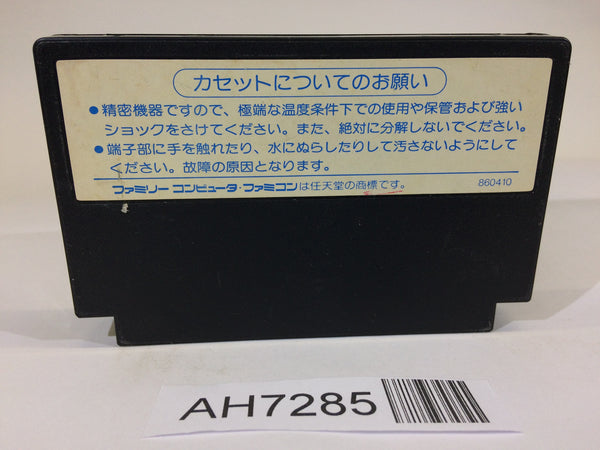 カセットについてのお願い
●精密機器ですので、極端な温度条件下での使用や保管および強い
ショックをさけてください。また、絶対に分解しないでください。
●端子部に手を触れたり、水にぬらしたりして汚さないようにして
ください。故障の原因となります。
ファミリーコンピュータ・ファミコンは任天堂の商標です。 860410
AH7285